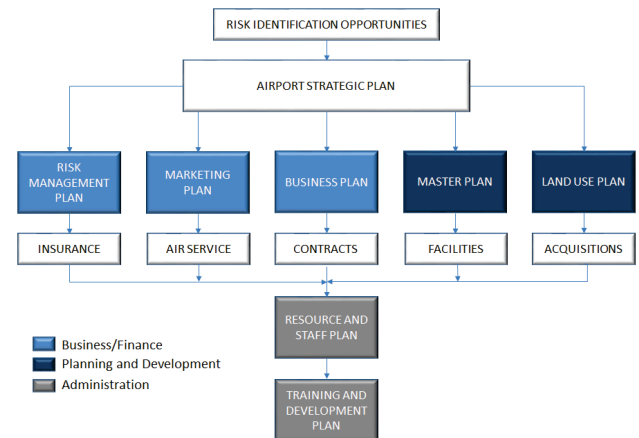 RISK IDENTIFICATION OPPORTUNITIES
AIRPORT STRATEGIC PLAN
RISK
MANAGEMENT
PLAN
MARKETING
PLAN
BUSINESS PLAN
MASTER PLAN
LAND USE PLAN
INSURANCE
AIR SERVICE
CONTRACTS
FACILITIES
ACQUISITIONS
RESOURCE AND
STAFF PLAN
TRAINING AND
DEVELOPMENT
PLAN
Business/Finance
Planning and Development
Administration